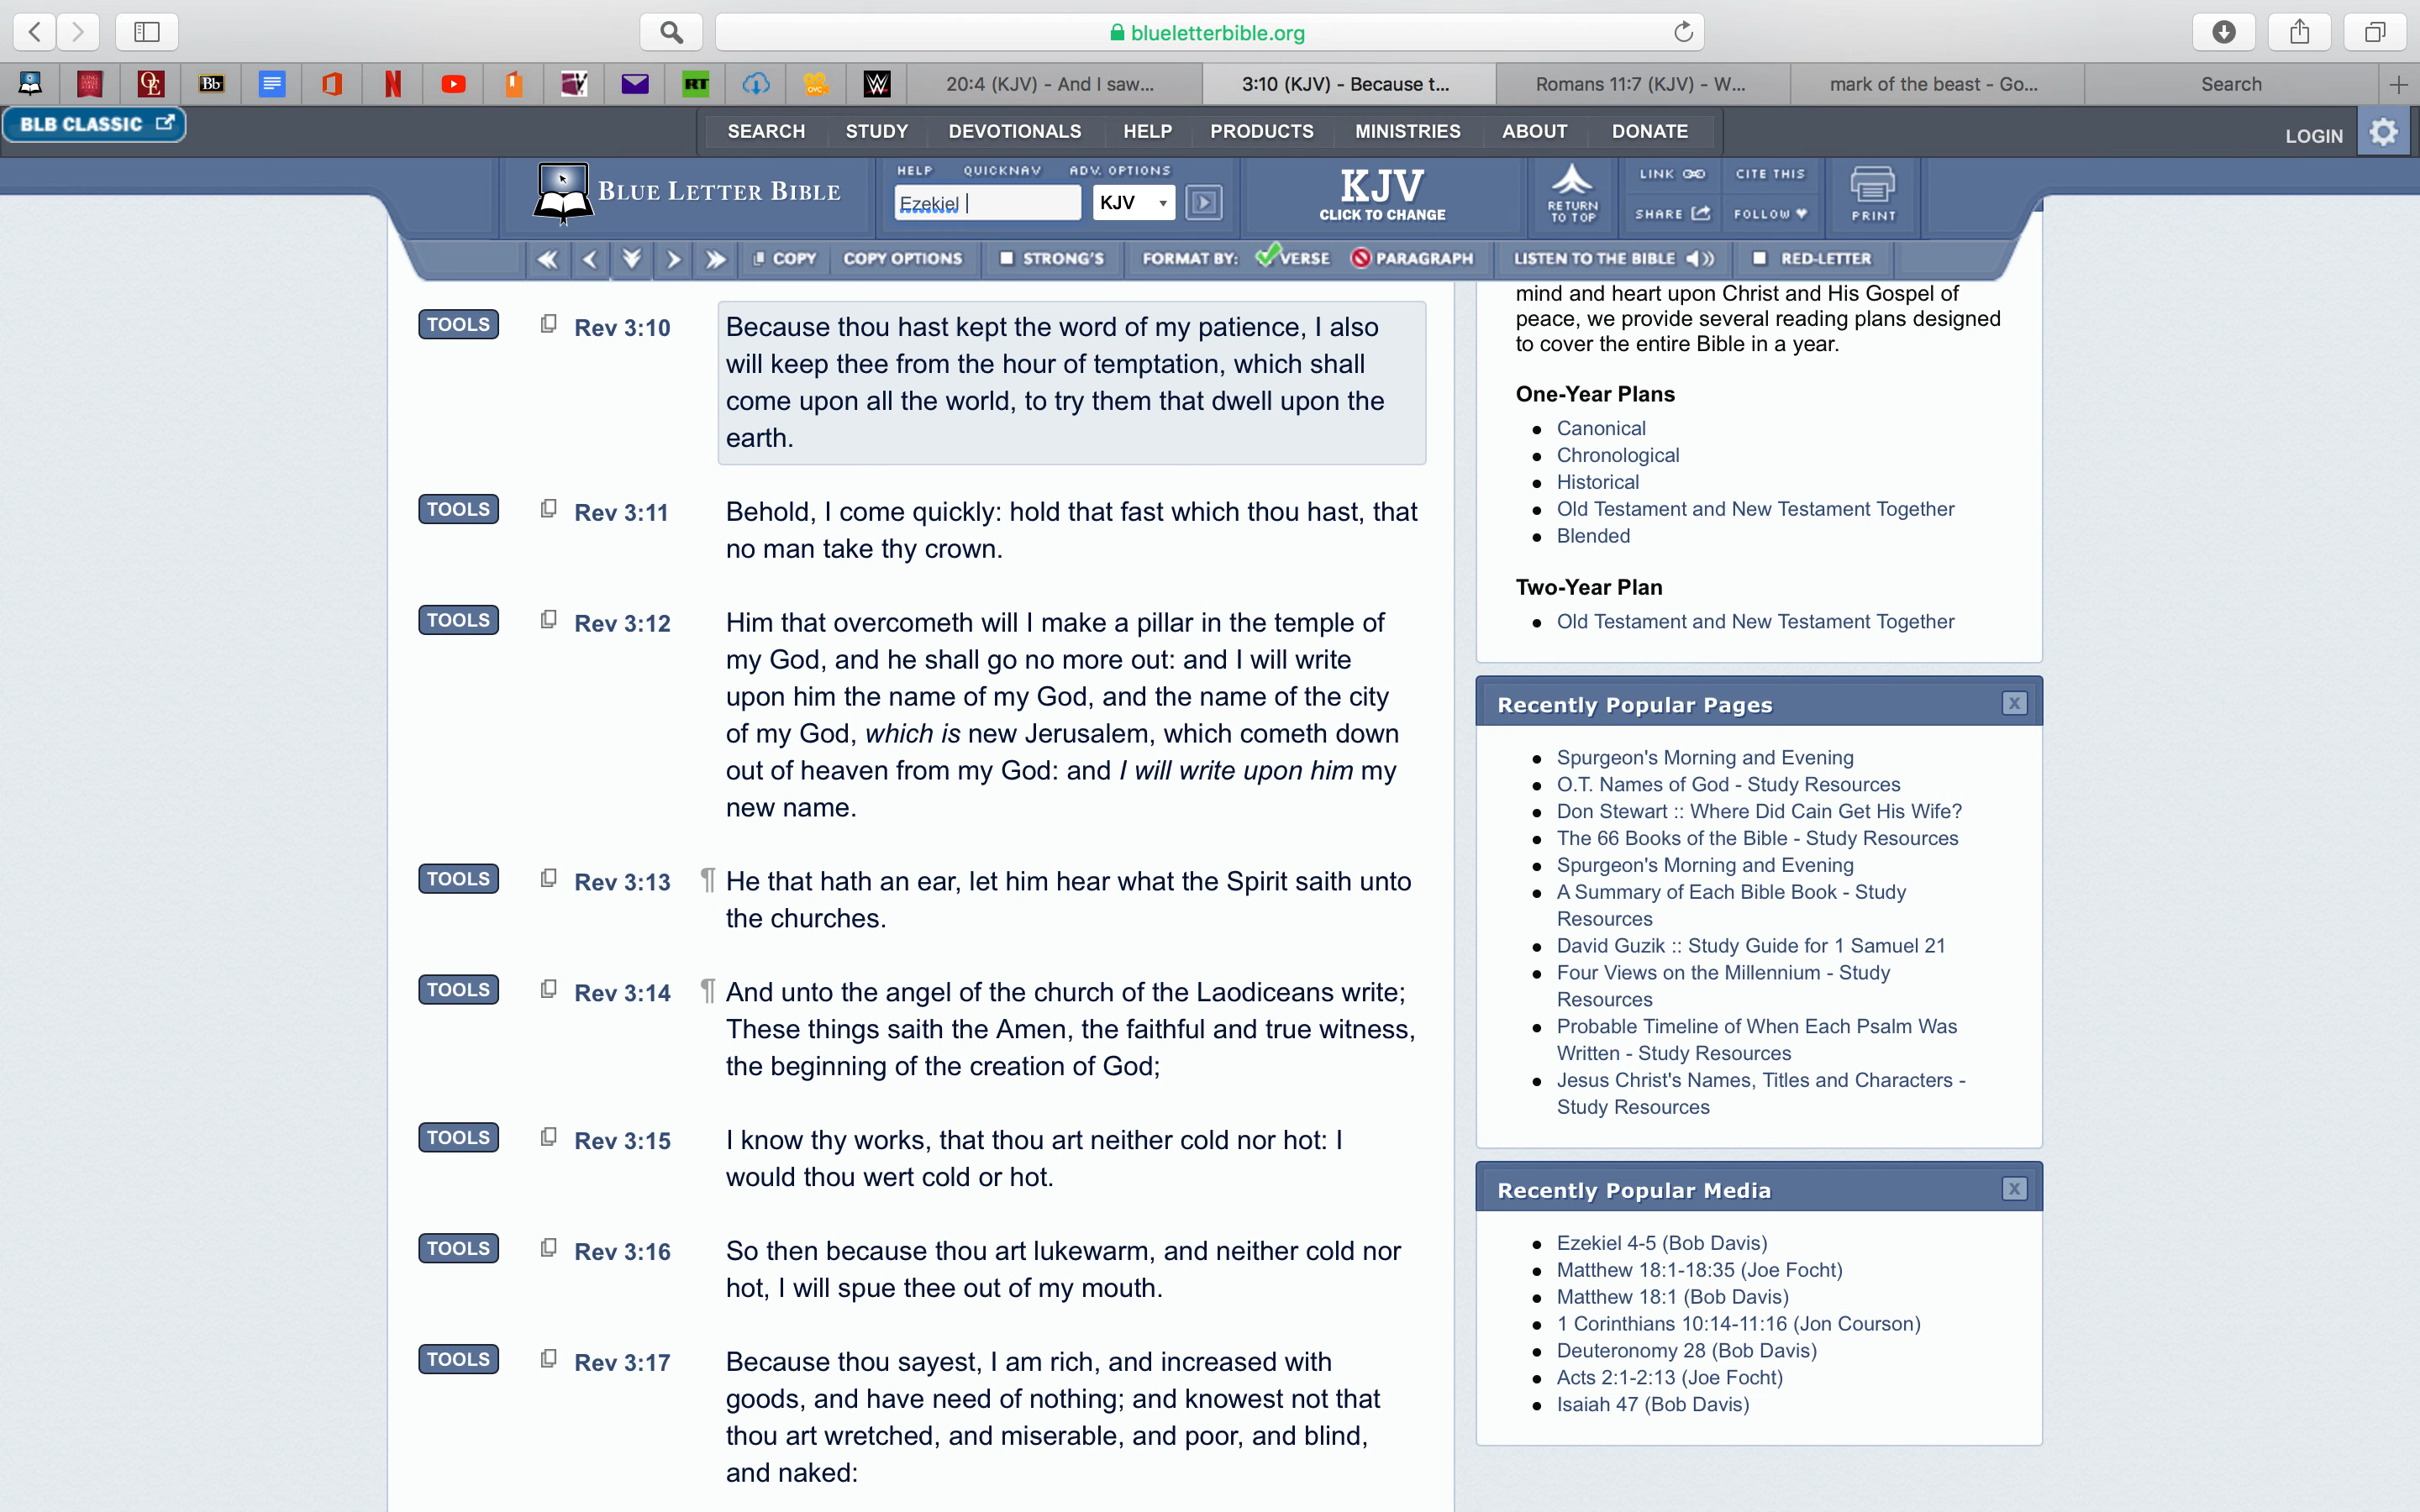 blueletterbible.org
Bb
RT
OVC
20:4 (KJV) - And I saw...
3:10 (KJV) - Because t...
Romans 11:7 (KJV) - W...
mark of the beast - Go...
Search
BLB CLASSIC
SEARCH STUDY DEVOTIONALS HELP PRODUCTS MINISTRIES ABOUT DONATE
LOGIN
BLUE LETTER BIBLE
HELP QUICKNAV ADV. OPTIONS
Ezekiel
KJV
KJV
CLICK TO CHANGE
RETURN
TO TOP
LINK CITE THIS
SHARE FOLLOW
PRINT
COPY COPY OPTIONS STRONG'S FORMAT BY: VERSE PARAGRAPH LISTEN TO THE BIBLE RED-LETTER
TOOLS Rev 3:10 Because thou hast kept the word of my patience, I also
will keep thee from the hour of temptation, which shall
come upon all the world, to try them that dwell upon the
earth.
TOOLS Rev 3:11 Behold, I come quickly: hold that fast which thou hast, that
no man take thy crown.
TOOLS Rev 3:12 Him that overcometh will I make a pillar in the temple of
my God, and he shall go no more out: and I will write
upon him the name of my God, and the name of the city
of my God, which is new Jerusalem, which cometh down
out of heaven from my God: and I will write upon him my
new name.
TOOLS Rev 3:13 ¶ He that hath an ear, let him hear what the Spirit saith unto
the churches.
TOOLS Rev 3:14 ¶ And unto the angel of the church of the Laodiceans write;
These things saith the Amen, the faithful and true witness,
the beginning of the creation of God;
TOOLS Rev 3:15 I know thy works, that thou art neither cold nor hot: I
would thou wert cold or hot.
TOOLS Rev 3:16 So then because thou art lukewarm, and neither cold nor
hot, I will spue thee out of my mouth.
TOOLS Rev 3:17 Because thou sayest, I am rich, and increased with
goods, and have need of nothing; and knowest not that
thou art wretched, and miserable, and poor, and blind,
and naked:
mind and heart upon Christ and His Gospel of
peace, we provide several reading plans designed
to cover the entire Bible in a year.
One-Year Plans
Canonical
Chronological
Historical
Old Testament and New Testament Together
Blended
Two-Year Plan
Old Testament and New Testament Together
Recently Popular Pages X
Spurgeon's Morning and Evening
O.T. Names of God - Study Resources
Don Stewart :: Where Did Cain Get His Wife?
The 66 Books of the Bible - Study Resources
Spurgeon's Morning and Evening
A Summary of Each Bible Book - Study
Resources
David Guzik :: Study Guide for 1 Samuel 21
Four Views on the Millennium - Study
Resources
Probable Timeline of When Each Psalm Was
Written - Study Resources
Jesus Christ's Names, Titles and Characters -
Study Resources
Recently Popular Media X
Ezekiel 4-5 (Bob Davis)
Matthew 18:1-18:35 (Joe Focht)
Matthew 18:1 (Bob Davis)
1 Corinthians 10:14-11:16 (Jon Courson)
Deuteronomy 28 (Bob Davis)
Acts 2:1-2:13 (Joe Focht)
Isaiah 47 (Bob Davis)